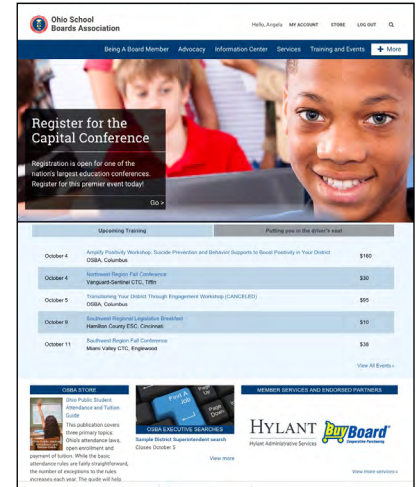 Ohio School
Boards Association
Hello, Angela MY ACCOUNT STORE LOG OUT
Being A Board Member Advocacy Information Center Services Training and Events + More
Register for the
Capital Conference
Registration is open for one of the
nation's largest education conferences.
Register for this premier event today!
Go >
Upcoming Training Putting you in the driver's seat
October 4 Amplify Positivity Workshop: Suicide Prevention and Behavior Supports to Boost Positivity in Your District $160
OSBA, Columbus
October 4 Northwest Region Fall Conference $30
Vanguard-Sentinel CTC, Tiffin
October 5 Transitioning Your District Through Engagement Workshop (CANCELED) $95
OSBA, Columbus
October 9 Southwest Regional Legislative Breakfast $10
Hamilton County ESC, Cincinnati
October 11 Southwest Region Fall Conference $38
Miami Valley CTC, Englewood
View All Events »
OSBA STORE
Ohio Public Student
Attendance and Tuition
Guide
This publication covers
three primary topics:
Ohio's attendance laws,
open enrollment and
payment of tuition. While the basic
attendance rules are fairly straightforward,
the number of exceptions to the rules
increases each year. The guide will help
Find A
Job
Page
Up
Page
Down
OSBA EXECUTIVE SEARCHES
Sample District Superintendent search
Closes October 5
View more
MEMBER SERVICES AND ENDORSED PARTNERS
HYLANT
Hylant Administrative Services
BuyBoard
Cooperative Purchasing
View more services »